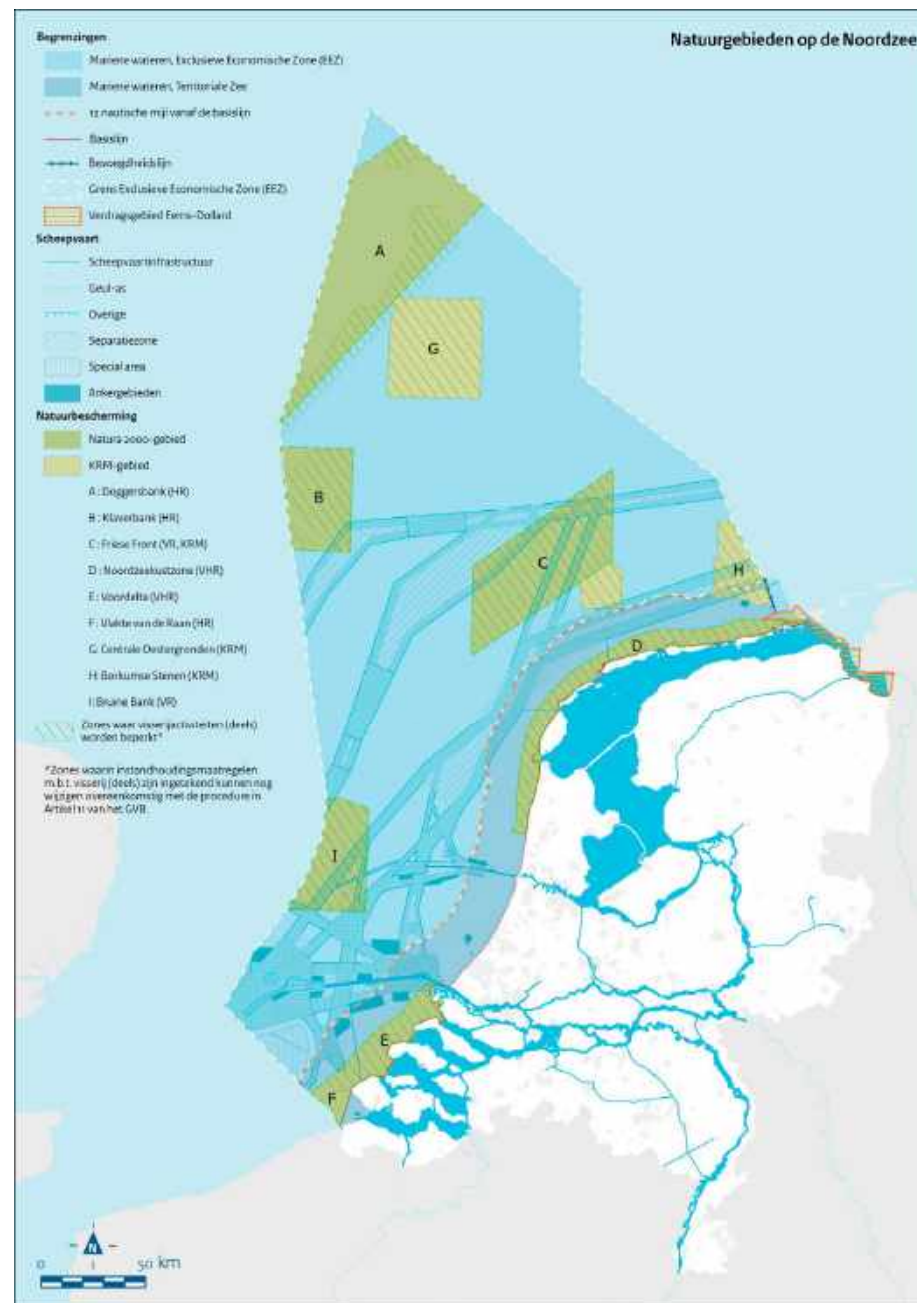 Natuurgebieden op de Noordzee
Begrenzingen
Mariene wateren, Exclusieve Economische Zone (EEZ)
Mariene wateren, Territoriale Zee
12 nautische mijl vanaf de basislijn
Basislijn
Bevoegdheidslijn
Grens Exclusieve Economische Zone (EEZ)
Verdragsgebied Eems-Dollard
Scheepvaart
Scheepvaartinfrastructuur
Geul-as
Overige
Separatiezone
Special area
Ankergebieden
Natuurbescherming
Natura 2000-gebied
KRM-gebied
A : Doggersbank (HR)
B : Klaverbank (HR)
C : Friese Front (VR, KRM)
D : Noordzeekustzone (VHR)
E : Voordelta (VHR)
F : Vlakte van de Raan (HR)
G : Centrale Oestergronden (KRM)
H : Borkumse Stenen (KRM)
I : Bruine Bank (VR)
Zones waar visserijactiviteiten (deels)
worden beperkt*
*Zones waarin instandhoudingsmaatregelen
m.b.t. visserij (deels) zijn ingetekend kunnen nog
wijzigen overeenkomstig met de procedure in
Artikel 11 van het GVB.
A
G
B
C
H
D
I
E
F
N
0
50 km